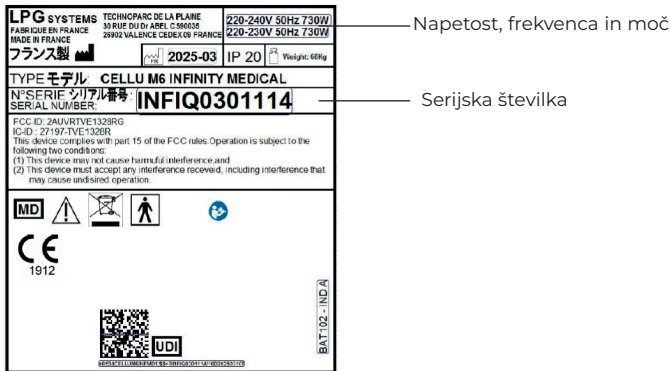 LPG SYSTEMS
FABRIQUE EN FRANCE
MADE IN FRANCE
フランス製
TECHNOPARC DE LA PLAINE
30 RUE DU Dr ABEL CS90035
26902 VALENCE CEDEX 09 FRANCE
220-240V 50Hz 730W
220-230V 50Hz 730W
Napetost, frekvenca in moč
2025-03
IP 20
Weight: 68Kg
TYPE モデル: CELLU M6 INFINITY MEDICAL
N°SERIE シリアル番号:
SERIAL NUMBER:
INFIQ0301114
Serijska številka
FCC-ID: 2AUVRTVE1328RG
IC-ID : 27197-TVE1328R
This device complies with part 15 of the FCC rules.Operation is subject to the
following two conditions:
(1) This device may not cause harmuful interference,and
(2) This device must accept any interference receveid, including interference that
may cause undisired operation.
MD
CE
1912
UDI
BAT102 - IND A